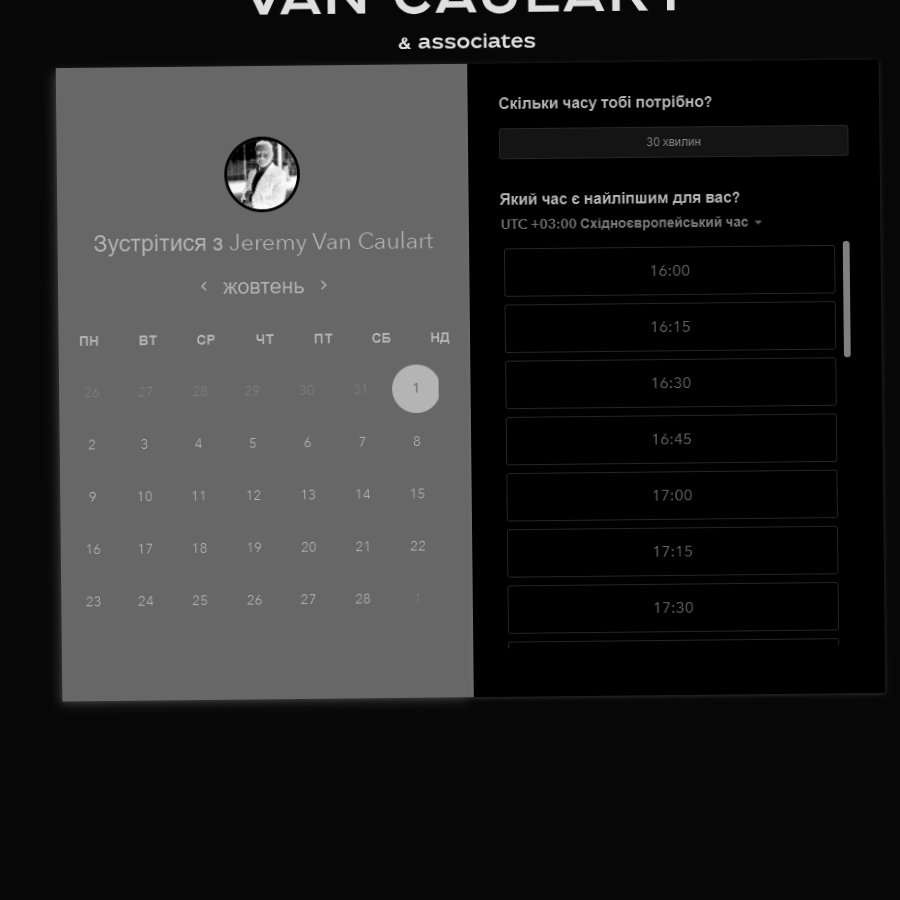 VAN CAULART
& associates
Зустрітися з Jeremy Van Caulart
жовтень
ПН ВТ СР ЧТ ПТ СБ НД
26 27 28 29 30 31 1
2 3 4 5 6 7 8
9 10 11 12 13 14 15
16 17 18 19 20 21 22
23 24 25 26 27 28 1
Скільки часу тобі потрібно?
30 хвилин
Який час є найліпшим для вас?
UTC +03:00 Східноєвропейський час
16:00
16:15
16:30
16:45
17:00
17:15
17:30